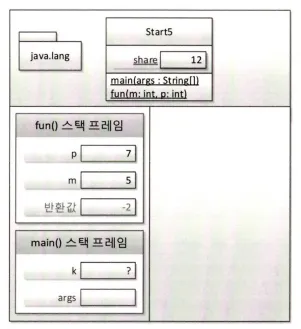 Start5
java.lang
share 12
main(args : String[])
fun(m: int, p: int)
fun() 스택 프레임
p 7
m 5
반환값 -2
main() 스택 프레임
k ?
args